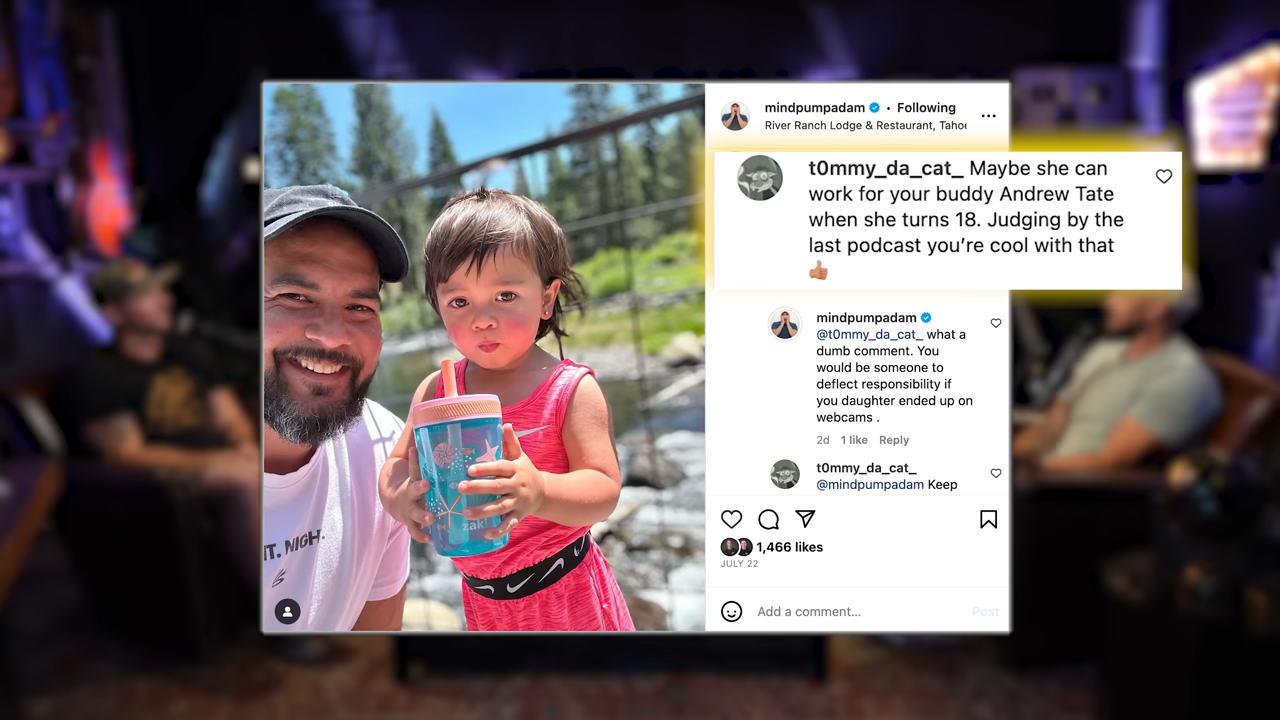 mindpumpadam • Following
River Ranch Lodge & Restaurant, Taho
t0mmy_da_cat_ Maybe she can
work for your buddy Andrew Tate
when she turns 18. Judging by the
last podcast you’re cool with that
👍🏽
mindpumpadam
@t0mmy_da_cat_ what a
dumb comment. You
would be someone to
deflect responsibility if
you daughter ended up on
webcams .
2d 1 like Reply
t0mmy_da_cat_
@mindpumpadam Keep
1,466 likes
JULY 22
Add a comment... Post
IT. NIGH.
zak!